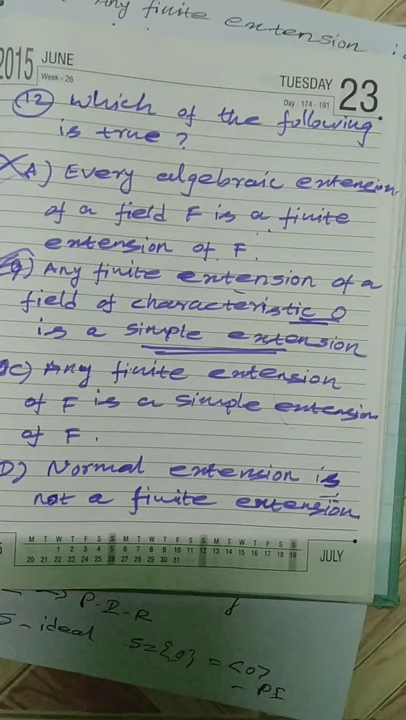 Any finite extension :
2015 JUNE
Week - 26
TUESDAY 23
Day 174 - 191
(12) which of the following
is true ?
A) Every algebraic extension
of a field F is a finite
extension of F.
Any finite extension of a
field of characteristic 0
is a simple extension
C) Any finite extension
of F is a simple extension
of F.
D) Normal extension is
not a finite extension
M T W T F S S M T W T F S S M T W T F S S
1 2 3 4 5 6 7 8 9 10 11 12 13 14 15 16 17 18 19
20 21 22 23 24 25 26 27 28 29 30 31
JULY
→ P.I.R
S - ideal S = {0} = <0>
- PI